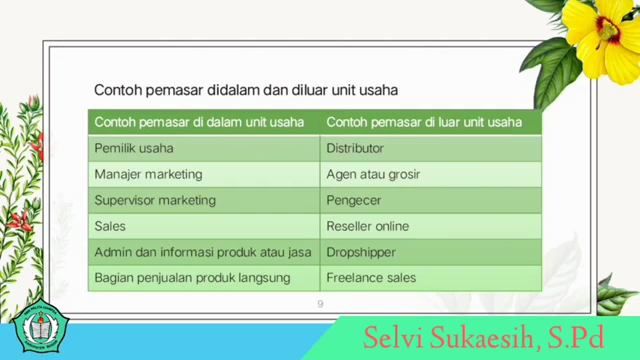 Contoh pemasar didalam dan diluar unit usaha
Contoh pemasar di dalam unit usaha Contoh pemasar di luar unit usaha
Pemilik usaha Distributor
Manajer marketing Agen atau grosir
Supervisor marketing Pengecer
Sales Reseller online
Admin dan informasi produk atau jasa Dropshipper
Bagian penjualan produk langsung Freelance sales
9
Selvi Sukaesih, S.Pd